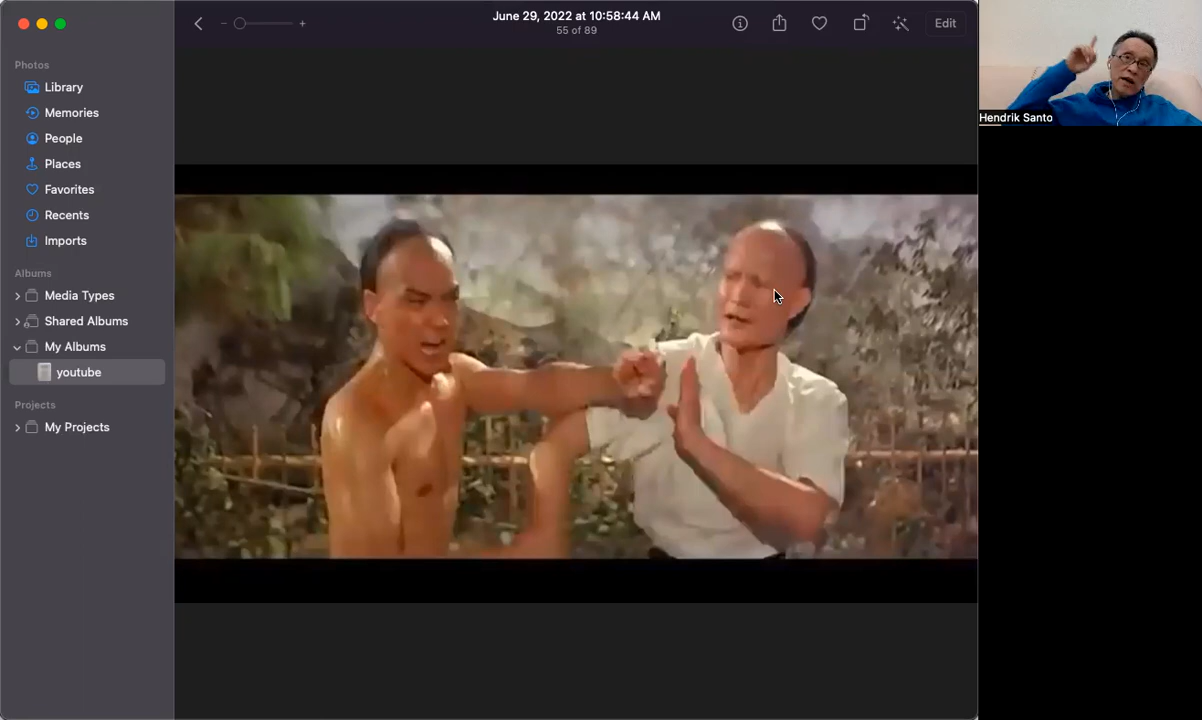 June 29, 2022 at 10:58:44 AM
55 of 89
Edit
Photos
Library
Memories
People
Places
Favorites
Recents
Imports
Albums
Media Types
Shared Albums
My Albums
youtube
Projects
My Projects
Hendrik Santo